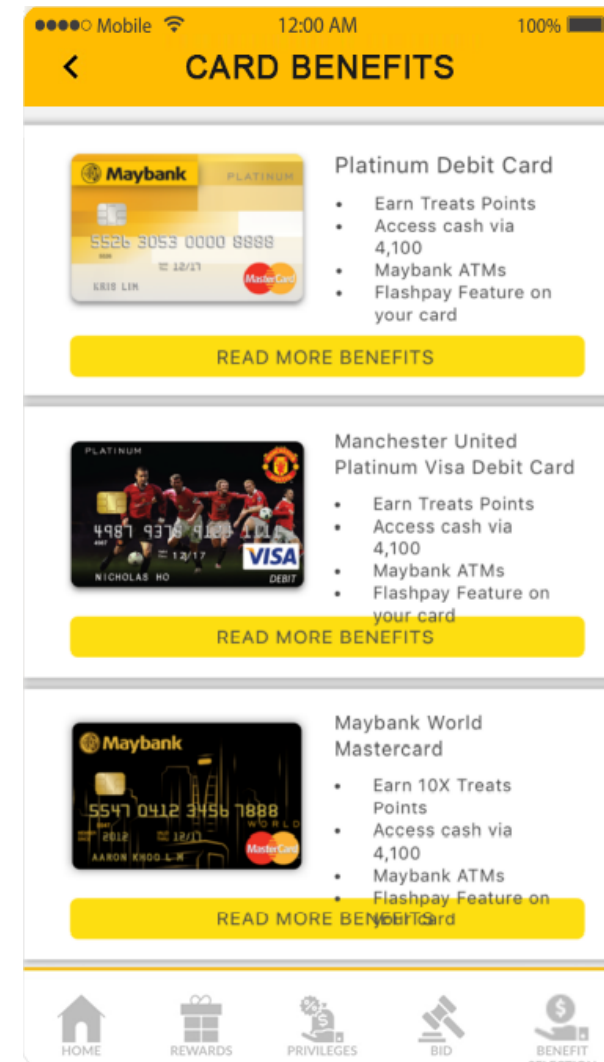 Mobile 12:00 AM 100%
CARD BENEFITS
Maybank PLATINUM
5526 3053 0000 8888
12/17
KRIS LIM
MasterCard
Platinum Debit Card
• Earn Treats Points
• Access cash via
4,100
• Maybank ATMs
• Flashpay Feature on
your card
READ MORE BENEFITS
PLATINUM
4987 9378
4987
12/17
NICHOLAS HO
VISA
DEBIT
Manchester United
Platinum Visa Debit Card
• Earn Treats Points
• Access cash via
4,100
• Maybank ATMs
• Flashpay Feature on
your card
READ MORE BENEFITS
Maybank
5547 0412 3456 7888
WORLD
2012 12/17
AARON KHOO L M
MasterCard
Maybank World
Mastercard
• Earn 10X Treats
Points
• Access cash via
4,100
• Maybank ATMs
• Flashpay Feature on
your card
READ MORE BENEFITS
HOME REWARDS PRIVILEGES BID BENEFIT
SELECTION